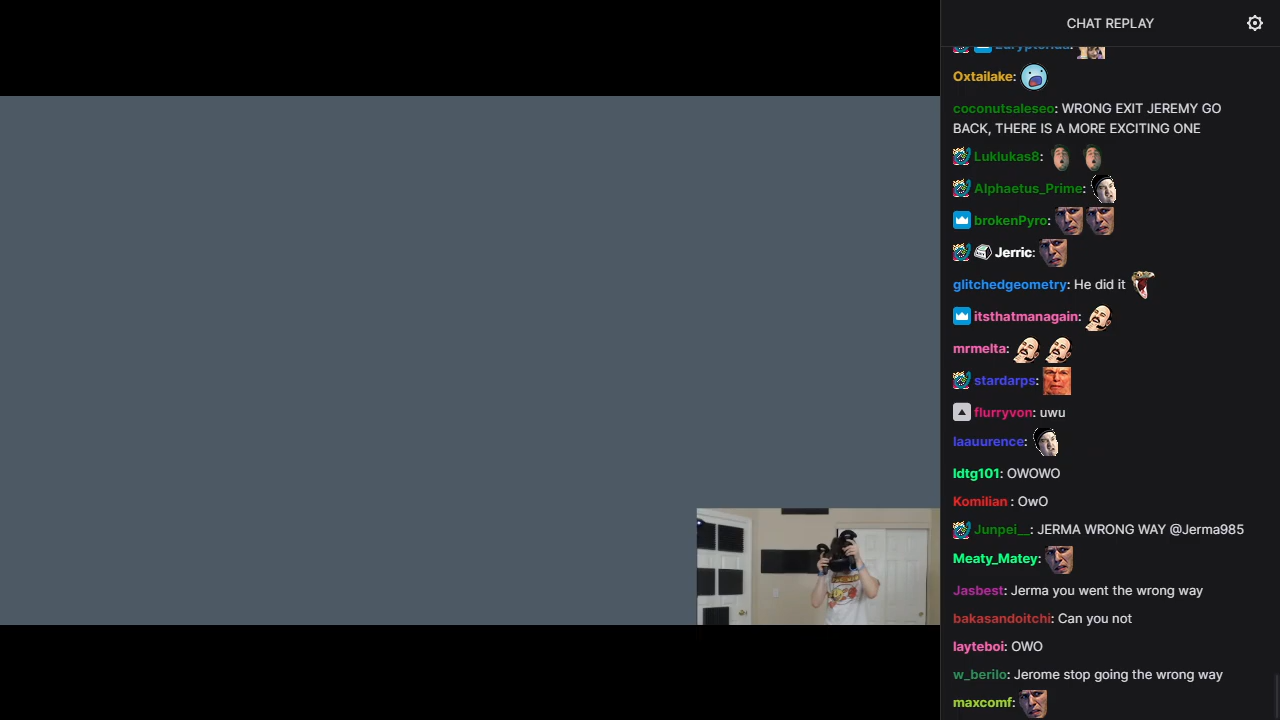 CHAT REPLAY
Eurypterida:
Oxtailake:
coconutsaleseo: WRONG EXIT JEREMY GO
BACK, THERE IS A MORE EXCITING ONE
Luklukas8:
Alphaetus_Prime:
brokenPyro:
Jerric:
glitchedgeometry: He did it
itsthatmanagain:
mrmelta:
stardarps:
flurryvon: uwu
laauurence:
ldtg101: OWOWO
Komilian : OwO
Junpei__: JERMA WRONG WAY @Jerma985
Meaty_Matey:
Jasbest: Jerma you went the wrong way
bakasandoitchi: Can you not
layteboi: OWO
w_berilo: Jerome stop going the wrong way
maxcomf: